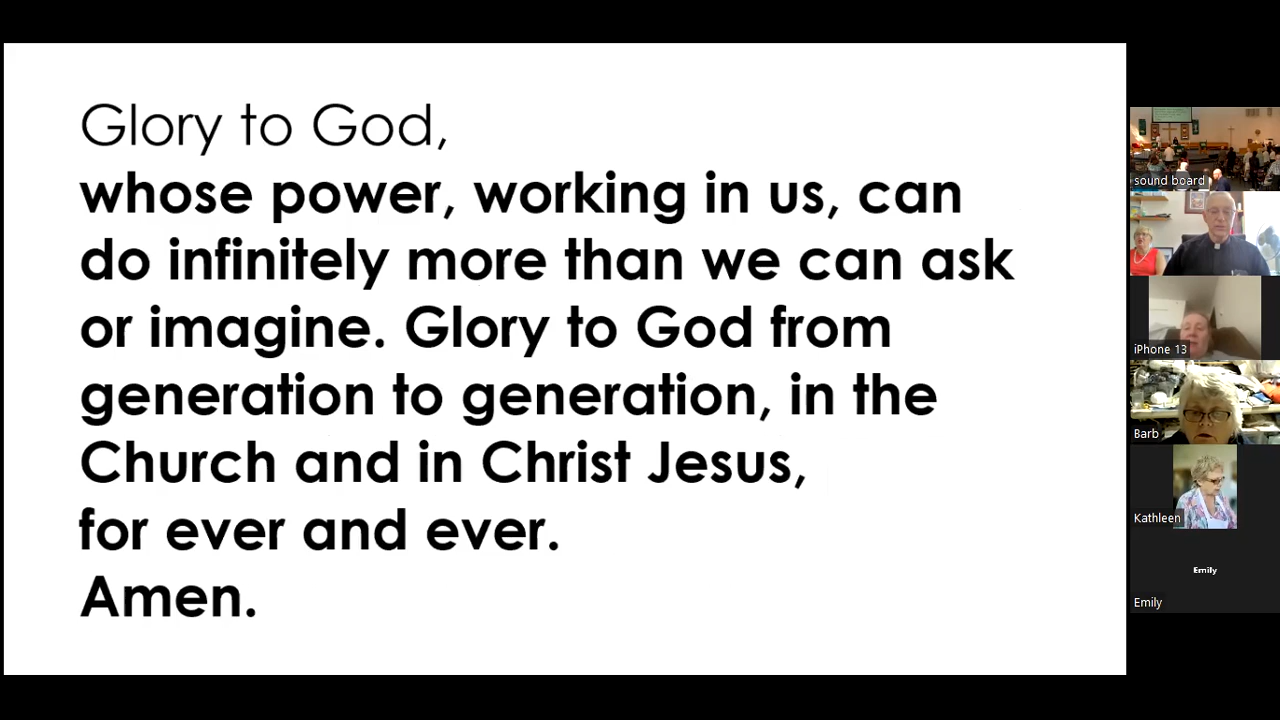 Glory to God,
whose power, working in us, can
do infinitely more than we can ask
or imagine. Glory to God from
generation to generation, in the
Church and in Christ Jesus,
for ever and ever.
Amen.
sound board
iPhone 13
Barb
Kathleen
Emily
Emily